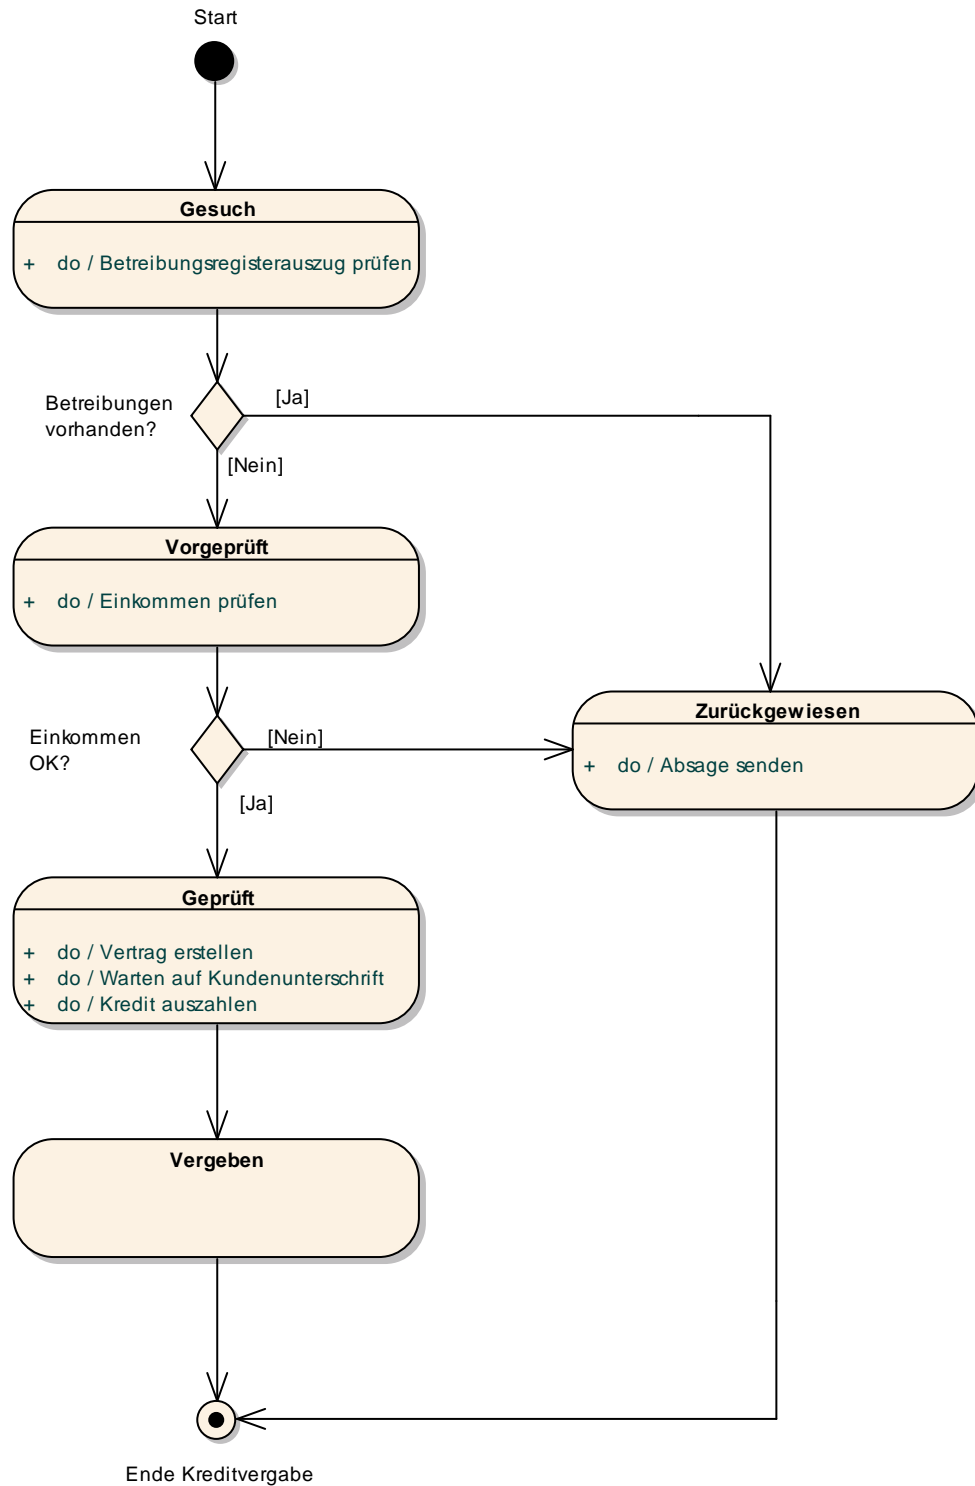 Start
Gesuch
+ do / Betreibungsregisterauszug prüfen
Betreibungen
vorhanden?
[Ja]
[Nein]
Vorgeprüft
+ do / Einkommen prüfen
Einkommen
OK?
[Nein]
[Ja]
Zurückgewiesen
+ do / Absage senden
Geprüft
+ do / Vertrag erstellen
+ do / Warten auf Kundenunterschrift
+ do / Kredit auszahlen
Vergeben
Ende Kreditvergabe